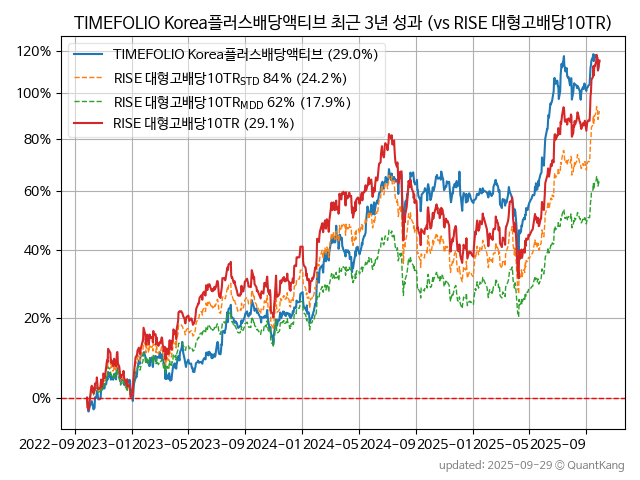 TIMEFOLIO Korea플러스배당액티브 최근 3년 성과 (vs RISE 대형고배당10TR)
TIMEFOLIO Korea플러스배당액티브 (29.0%)
RISE 대형고배당10TR_STD 84% (24.2%)
RISE 대형고배당10TR_MDD 62% (17.9%)
RISE 대형고배당10TR (29.1%)
120%
100%
80%
60%
40%
20%
0%
2022-09 2023-01 2023-05 2023-09 2024-01 2024-05 2024-09 2025-01 2025-05 2025-09
updated: 2025-09-29 © QuantKang